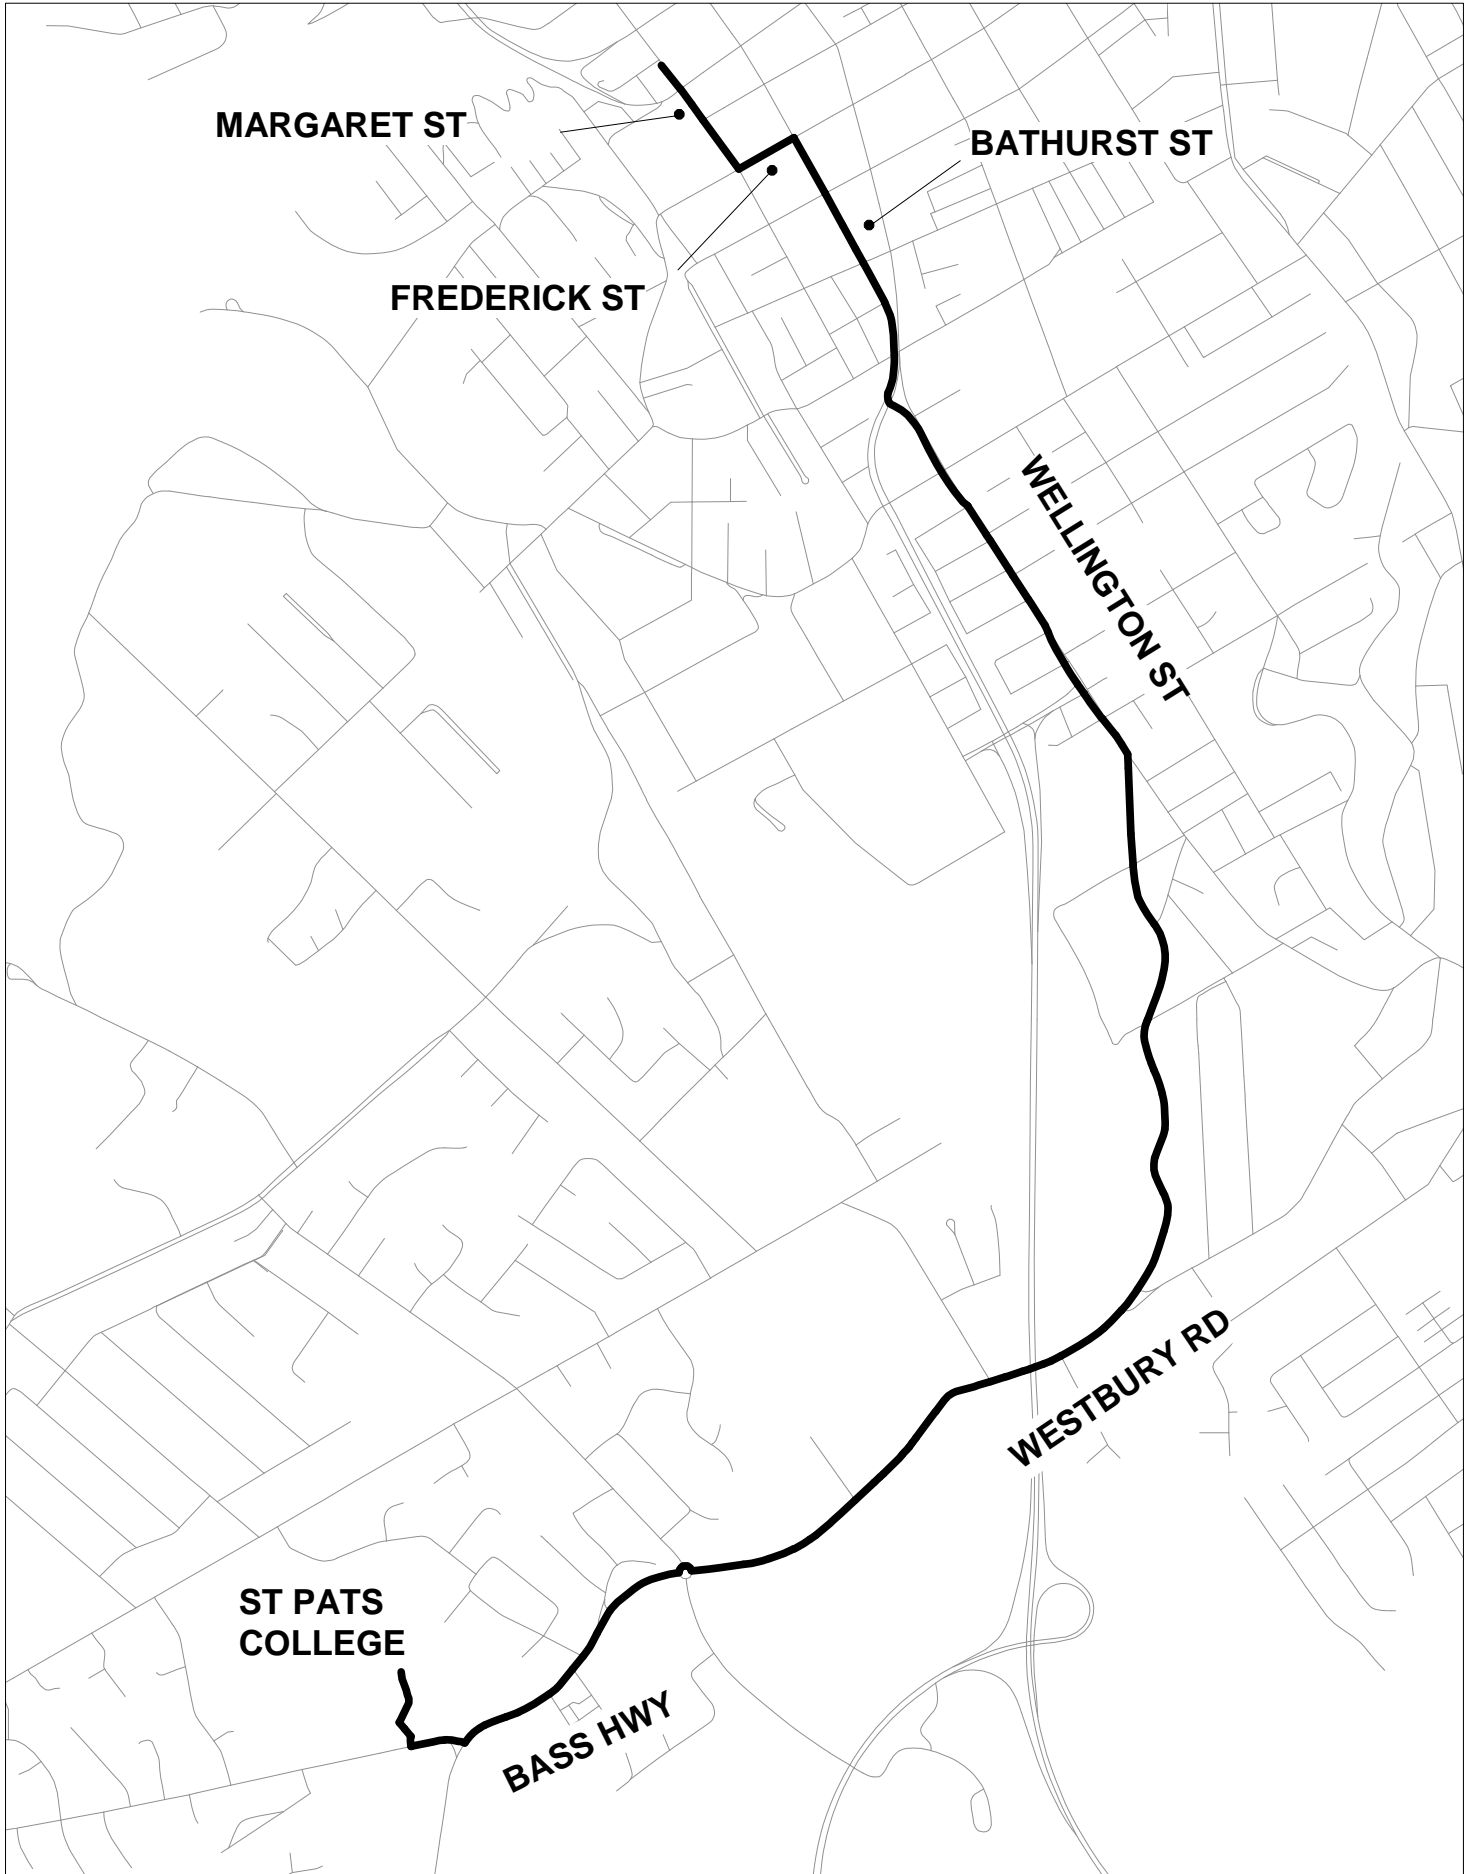 MARGARET ST
BATHURST ST
FREDERICK ST
WELLINGTON ST
WESTBURY RD
ST PATS
COLLEGE
BASS HWY